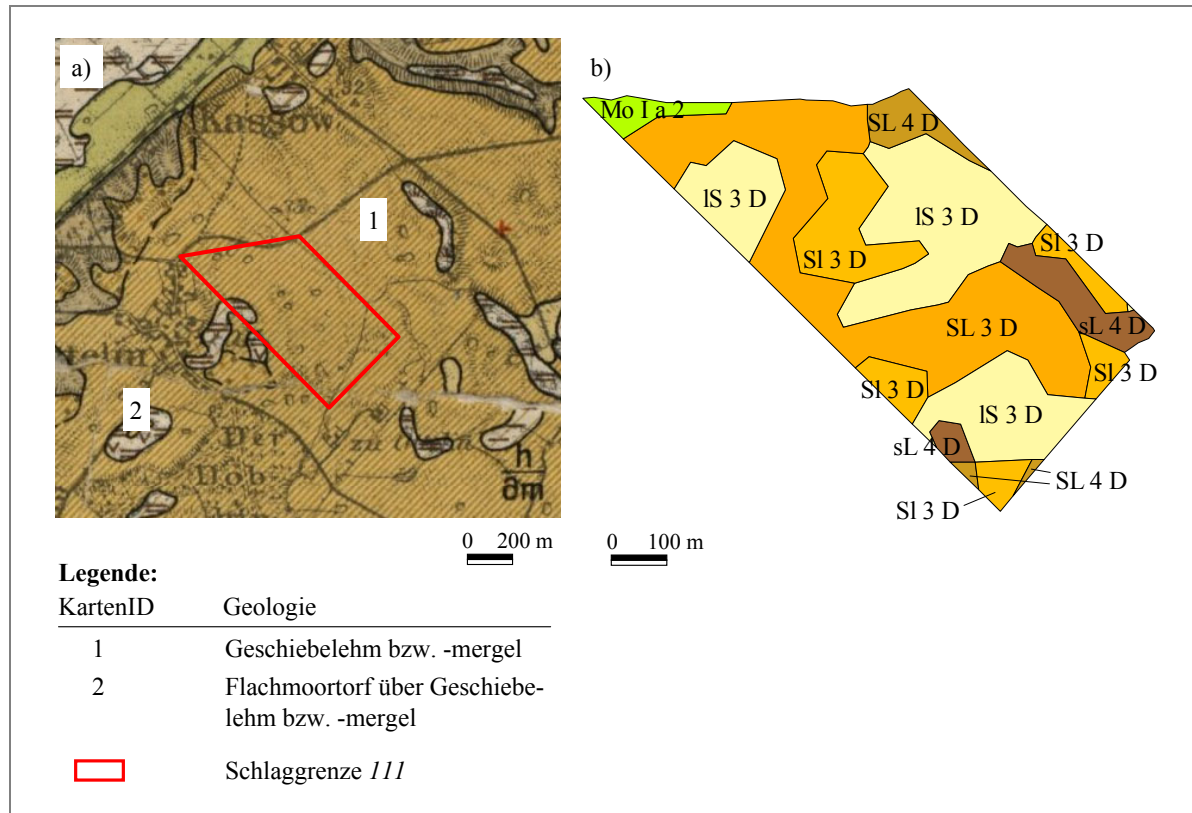 a)
32
Kassow
1
2
Der
h
∂m
0 200 m
b)
Mo I a 2
SL 4 D
lS 3 D
lS 3 D
Sl 3 D
Sl 3 D
SL 3 D
sL 4 D
Sl 3 D
Sl 3 D
lS 3 D
sL 4 D
SL 4 D
Sl 3 D
0 100 m
Legende:
KartenID Geologie
1 Geschiebelehm bzw. -mergel
2 Flachmoortorf über Geschiebe-
lehm bzw. -mergel
Schlaggrenze 111